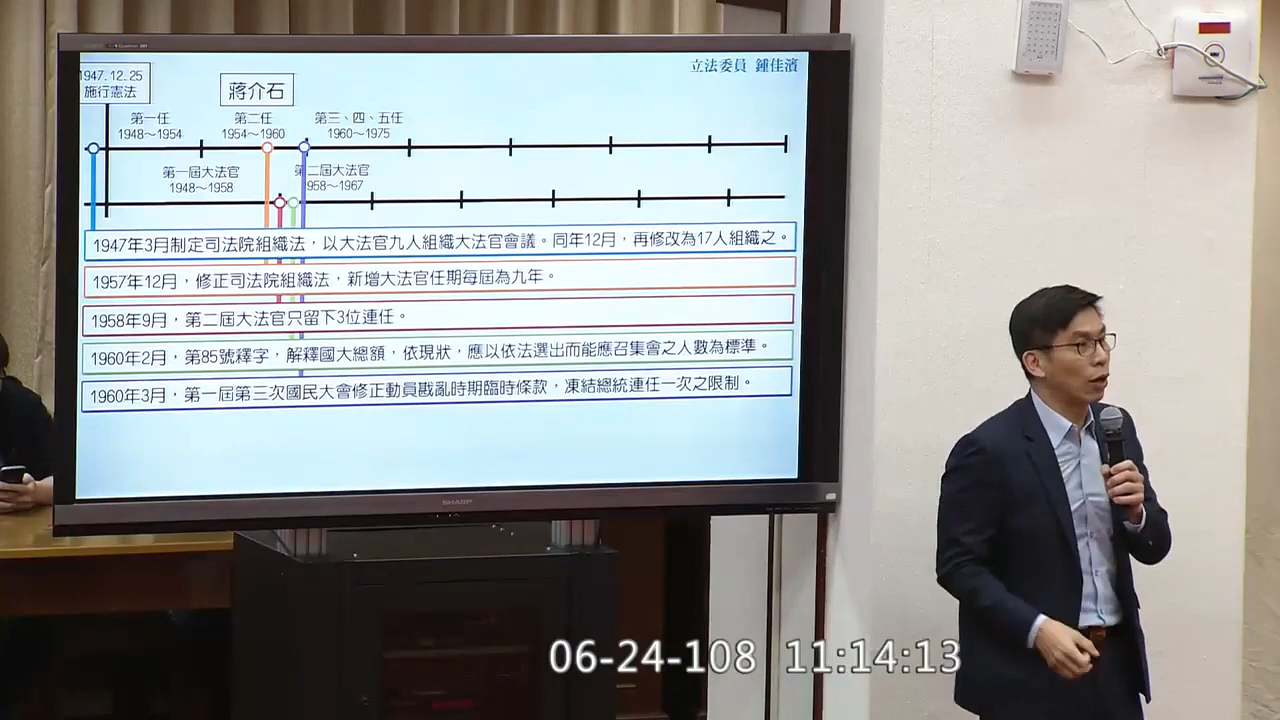 立法委員 鍾佳濱
1947.12.25
施行憲法
蔣介石
第一任
1948～1954
第二任
1954～1960
第三、四、五任
1960～1975
第一屆大法官
1948～1958
第二屆大法官
958～1967
1947年3月制定司法院組織法，以大法官九人組織大法官會議。同年12月，再修改為17人組織之。
1957年12月，修正司法院組織法，新增大法官任期每屆為九年。
1958年9月，第二屆大法官只留下3位連任。
1960年2月，第85號釋字，解釋國大總額，依現狀，應以依法選出而能應召集會之人數為標準。
1960年3月，第一屆第三次國民大會修正動員戡亂時期臨時條款，凍結總統連任一次之限制。
SHARP
06-24-108 11:14:13